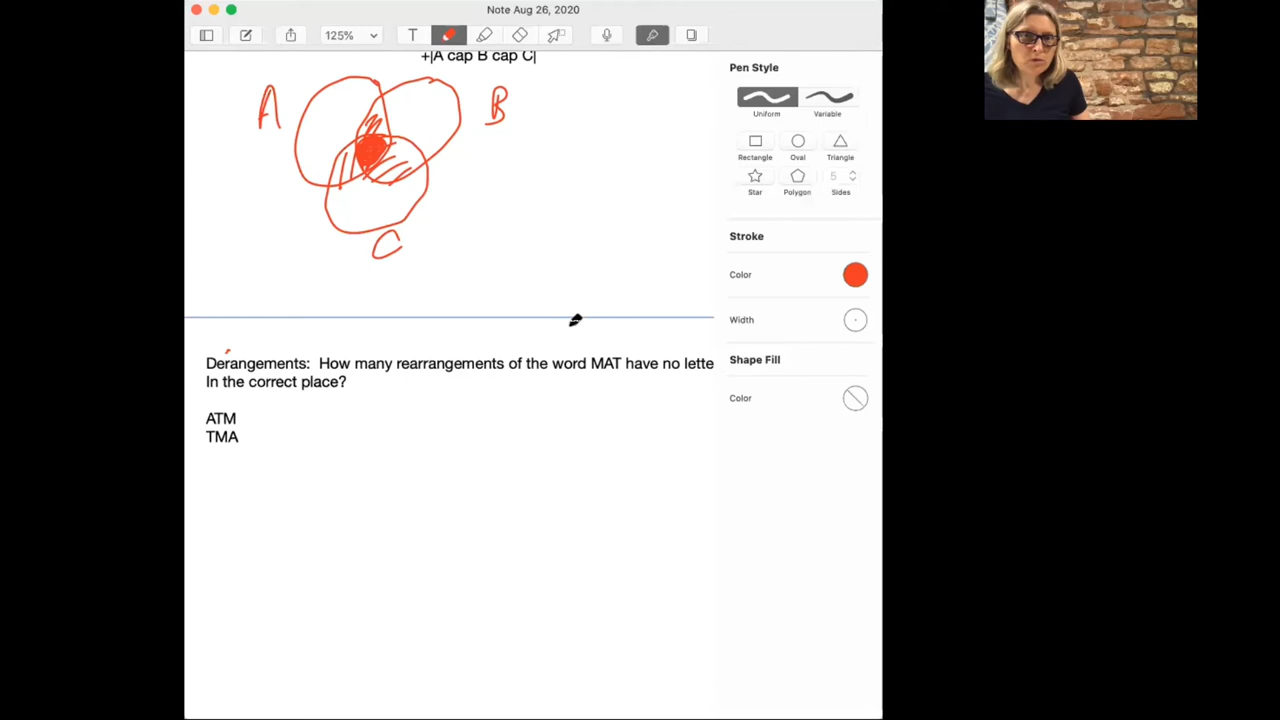 Note Aug 26, 2020
125%
T
+|A cap B cap C|
A
B
C
Derangements: How many rearrangements of the word MAT have no lette
In the correct place?
ATM
TMA
Pen Style
Uniform
Variable
Rectangle
Oval
Triangle
Star
Polygon
5
Sides
Stroke
Color
Width
Shape Fill
Color